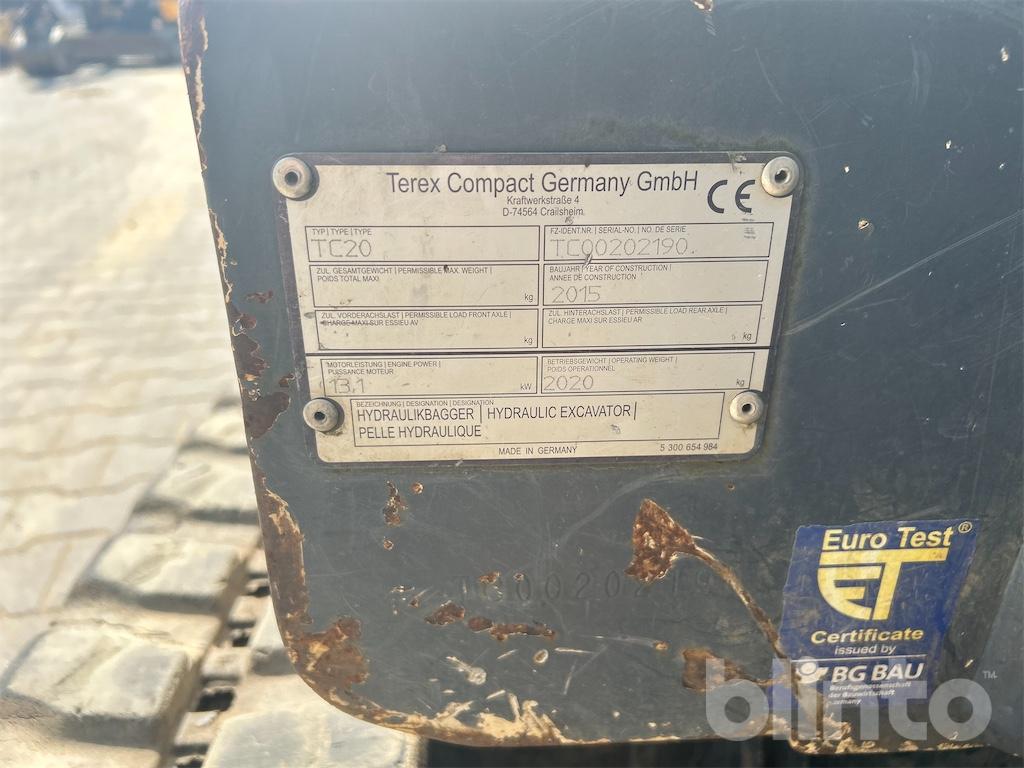 Terex Compact Germany GmbH
Kraftwerkstraße 4
D-74564 Crailsheim
CE
TYP | TYPE | TYPE
TC20
FZ-IDENT.NR. | SERIAL-NO. | NO. DE SERIE
TC00202190.
ZUL. GESAMTGEWICHT | PERMISSIBLE MAX. WEIGHT |
POIDS TOTAL MAXI
kg
BAUJAHR | YEAR OF CONSTRUCTION |
ANNEE DE CONSTRUCTION
2015
ZUL. VORDERACHSLAST | PERMISSIBLE LOAD FRONT AXLE |
CHARGE MAXI SUR ESSIEU AV
kg
ZUL. HINTERACHSLAST | PERMISSIBLE LOAD REAR AXLE |
CHARGE MAXI SUR ESSIEU AR
kg
MOTORLEISTUNG | ENGINE POWER |
PUISSANCE MOTEUR
13.1
kW
BETRIEBSGEWICHT | OPERATING WEIGHT |
POIDS OPERATIONNEL
2020
kg
BEZEICHNUNG | DESIGNATION | DESIGNATION
HYDRAULIKBAGGER | HYDRAULIC EXCAVATOR |
PELLE HYDRAULIQUE
MADE IN GERMANY
5 300 654 984
Euro Test®
ET
Certificate
issued by
BG BAU
Berufsgenossenschaft
der Bauwirtschaft
Germany
blinto™